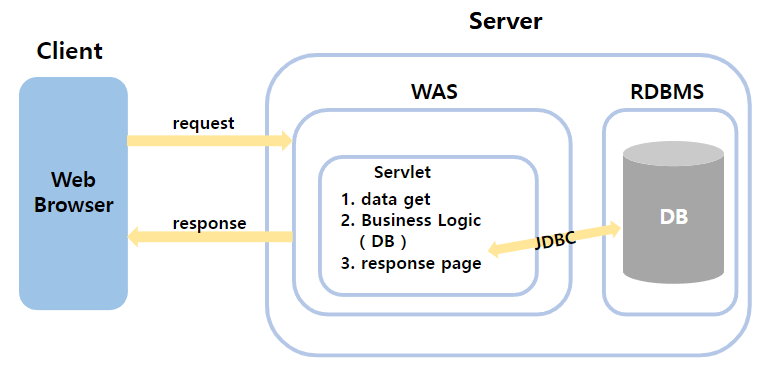 Server
Client
WAS
RDBMS
request
Servlet
1. data get
2. Business Logic
( DB )
3. response page
Web
Browser
response
JDBC
DB